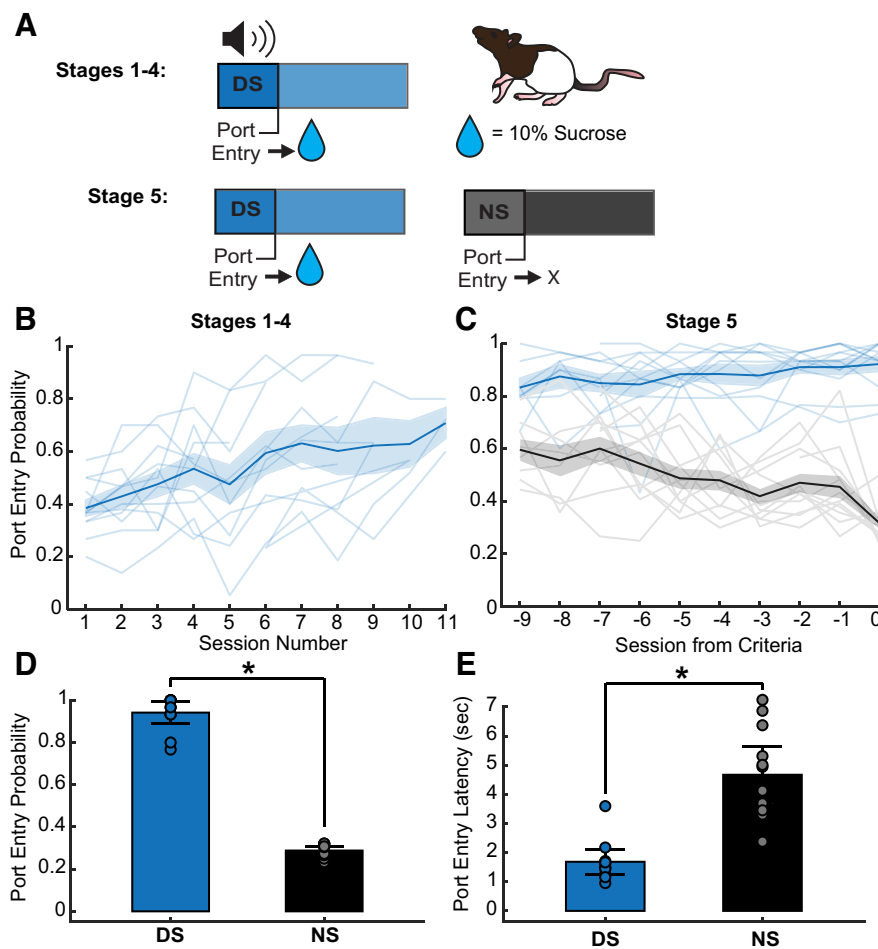 A
Stages 1-4:
DS
Port
Entry
= 10% Sucrose
Stage 5:
DS
NS
Port
Entry
Port
Entry
X
B
Stages 1-4
Port Entry Probability
1
0.8
0.6
0.4
0.2
0
1 2 3 4 5 6 7 8 9 10 11
Session Number
C
Stage 5
1
0.8
0.6
0.4
0.2
0
-9 -8 -7 -6 -5 -4 -3 -2 -1 0
Session from Criteria
D
*
Port Entry Probability
1
0.8
0.6
0.4
0.2
0
DS NS
E
*
Port Entry Latency (sec)
7
6
5
4
3
2
1
0
DS NS